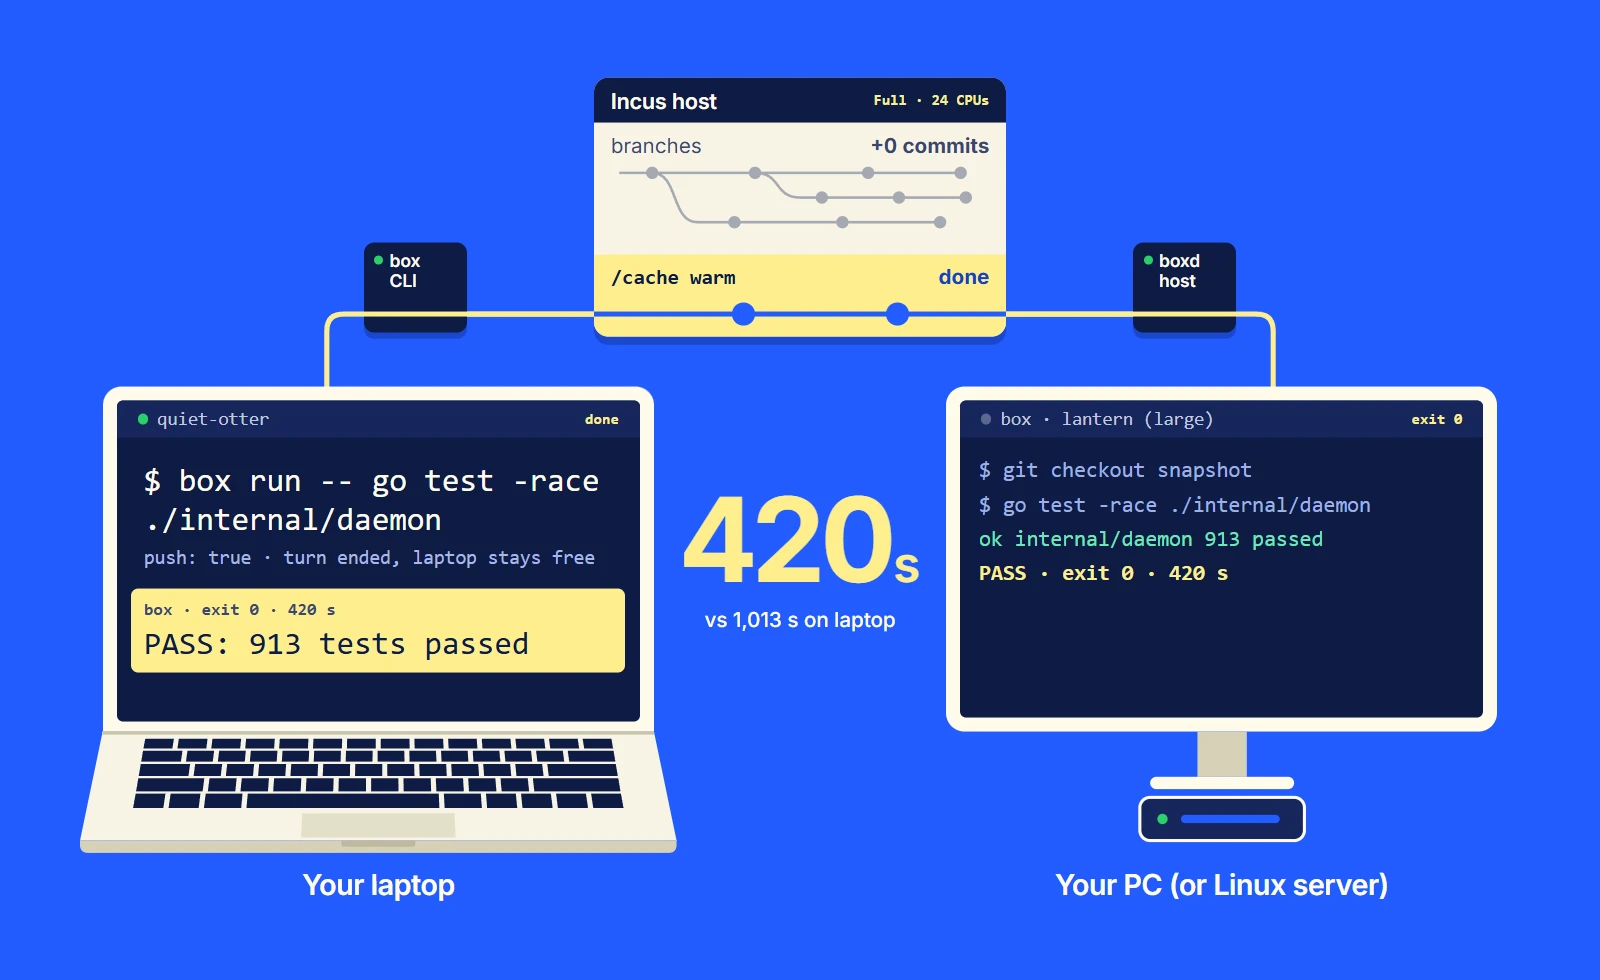 Incus host
Full · 24 CPUs
branches
+0 commits
/cache warm
done
box
CLI
boxd
host
quiet-otter
done
$ box run -- go test -race
./internal/daemon
push: true · turn ended, laptop stays free
box · exit 0 · 420 s
PASS: 913 tests passed
420s
vs 1,013 s on laptop
box · lantern (large)
exit 0
$ git checkout snapshot
$ go test -race ./internal/daemon
ok internal/daemon 913 passed
PASS · exit 0 · 420 s
Your laptop
Your PC (or Linux server)